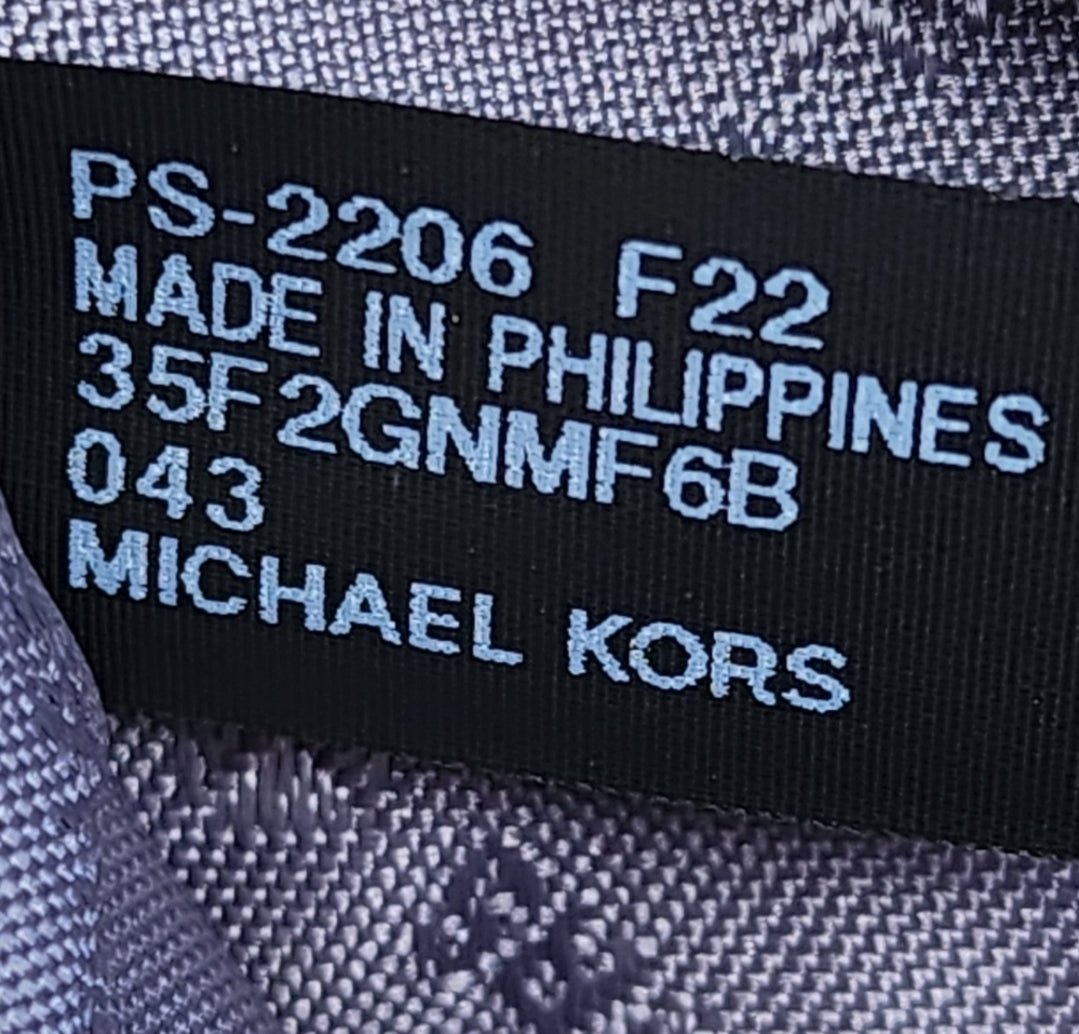 PS-2206 F22
MADE IN PHILIPPINES
35F2GNMF6B
043
MICHAEL KORS